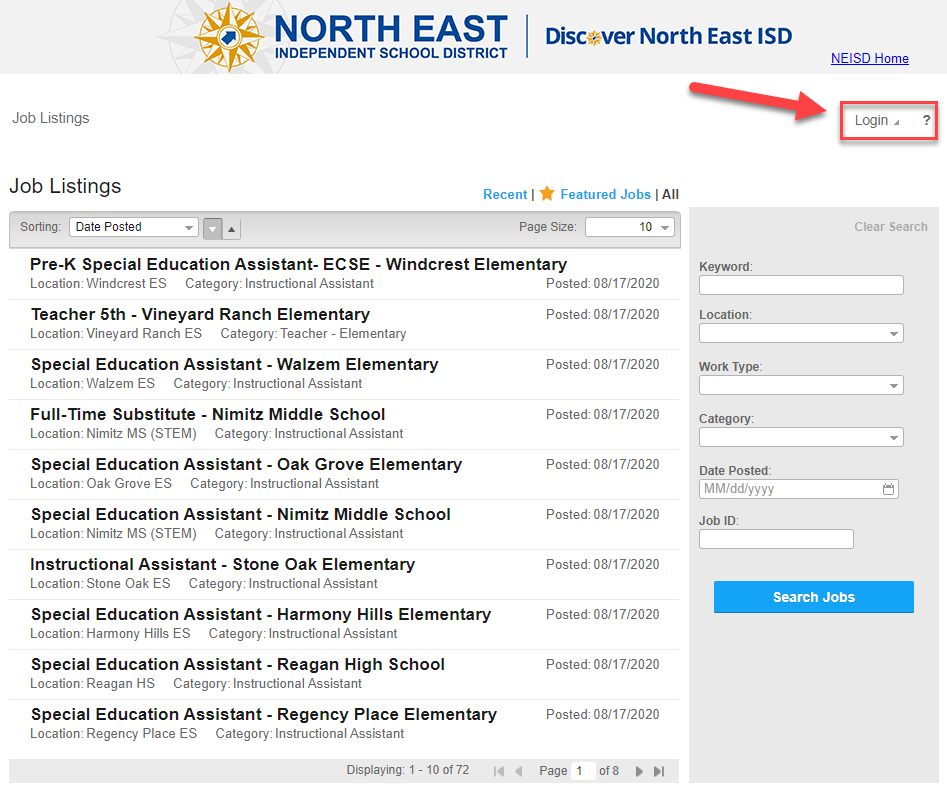 NORTH EAST
INDEPENDENT SCHOOL DISTRICT
Discover North East ISD
NEISD Home
Job Listings
Login ?
Job Listings
Recent | Featured Jobs | All
Sorting: Date Posted Page Size: 10
Pre-K Special Education Assistant- ECSE - Windcrest Elementary
Location: Windcrest ES Category: Instructional Assistant Posted: 08/17/2020
Teacher 5th - Vineyard Ranch Elementary Posted: 08/17/2020
Location: Vineyard Ranch ES Category: Teacher - Elementary
Special Education Assistant - Walzem Elementary Posted: 08/17/2020
Location: Walzem ES Category: Instructional Assistant
Full-Time Substitute - Nimitz Middle School Posted: 08/17/2020
Location: Nimitz MS (STEM) Category: Instructional Assistant
Special Education Assistant - Oak Grove Elementary Posted: 08/17/2020
Location: Oak Grove ES Category: Instructional Assistant
Special Education Assistant - Nimitz Middle School Posted: 08/17/2020
Location: Nimitz MS (STEM) Category: Instructional Assistant
Instructional Assistant - Stone Oak Elementary Posted: 08/17/2020
Location: Stone Oak ES Category: Instructional Assistant
Special Education Assistant - Harmony Hills Elementary Posted: 08/17/2020
Location: Harmony Hills ES Category: Instructional Assistant
Special Education Assistant - Reagan High School Posted: 08/17/2020
Location: Reagan HS Category: Instructional Assistant
Special Education Assistant - Regency Place Elementary Posted: 08/17/2020
Location: Regency Place ES Category: Instructional Assistant
Displaying: 1 - 10 of 72 Page 1 of 8
Clear Search
Keyword:
Location:
Work Type:
Category:
Date Posted:
MM/dd/yyyy
Job ID:
Search Jobs